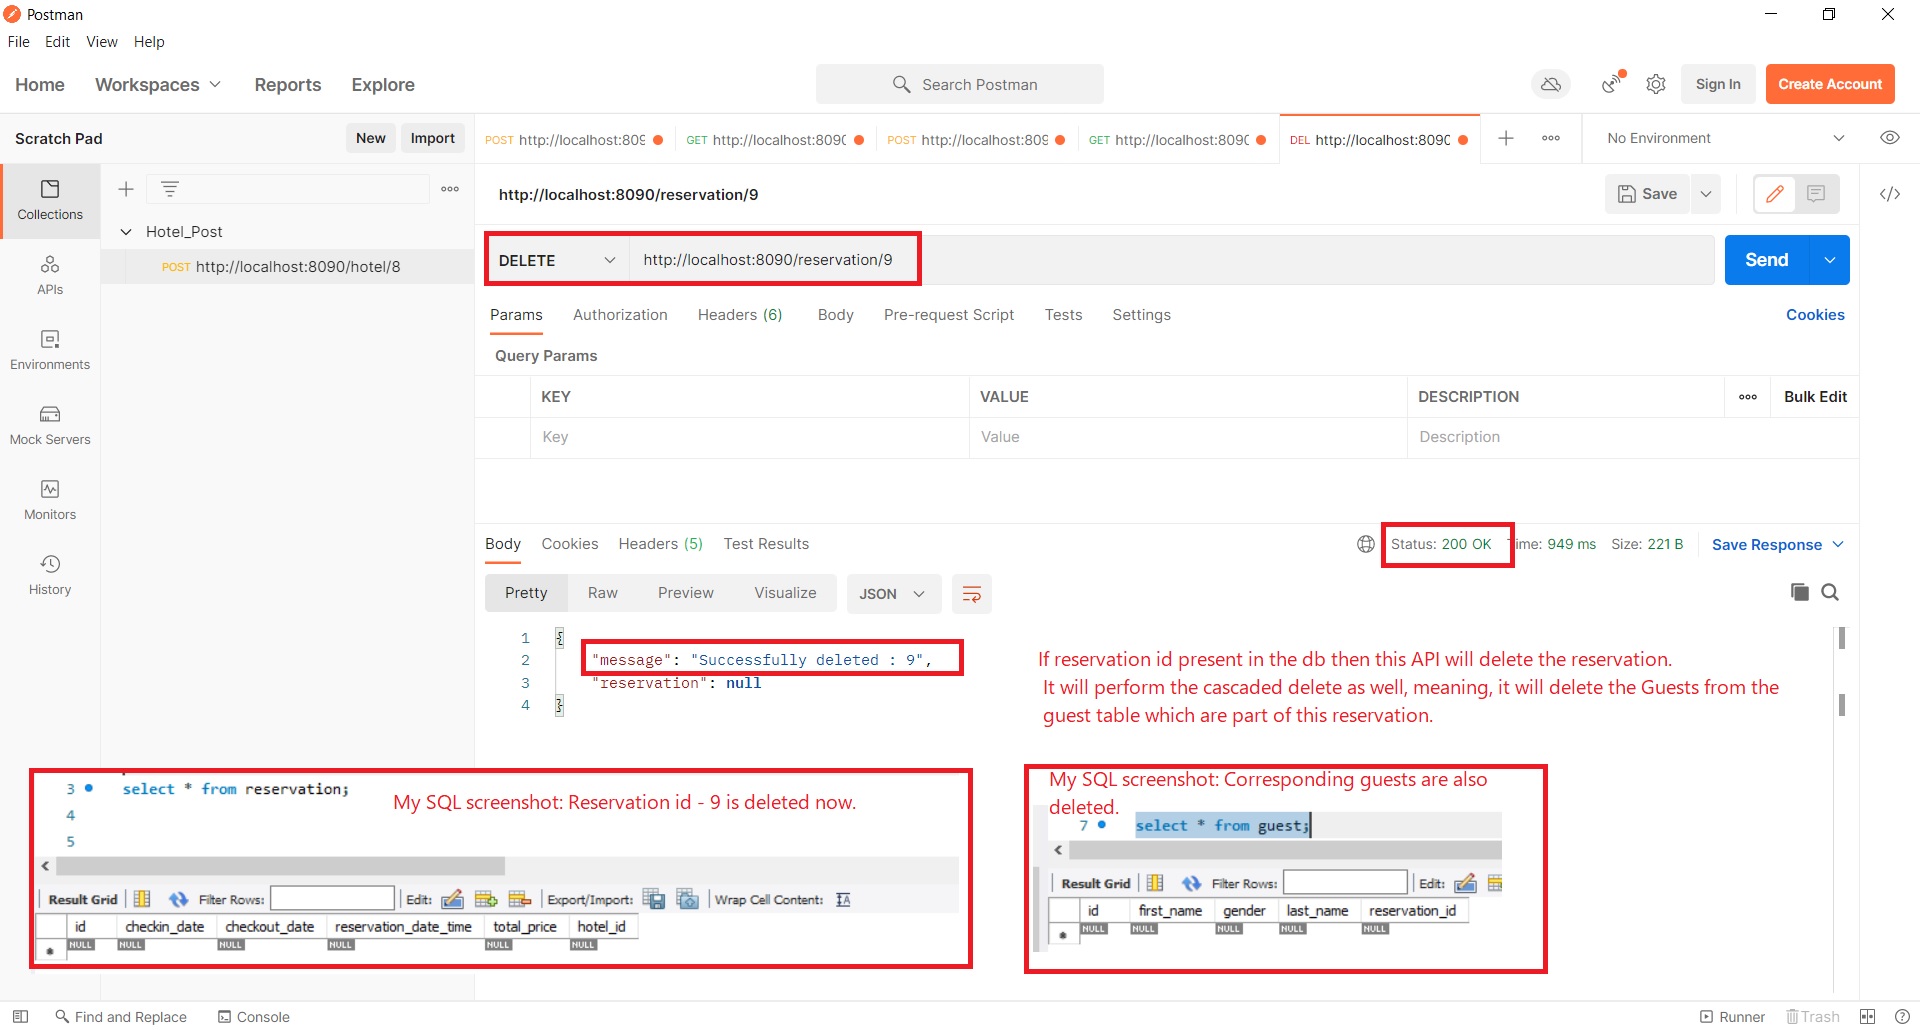 Postman
File Edit View Help
Home Workspaces Reports Explore Search Postman Sign In Create Account
Scratch Pad New Import POST http://localhost:809( GET http://localhost:809( POST http://localhost:809( GET http://localhost:809( DEL http://localhost:809( No Environment
Collections
http://localhost:8090/reservation/9 Save
Hotel_Post
POST http://localhost:8090/hotel/8
DELETE http://localhost:8090/reservation/9 Send
APIs
Params Authorization Headers (6) Body Pre-request Script Tests Settings Cookies
Environments
Query Params
KEY VALUE DESCRIPTION Bulk Edit
Mock Servers
Key Value Description
Monitors
Body Cookies Headers (5) Test Results Status: 200 OK ime: 949 ms Size: 221 B Save Response
History
Pretty Raw Preview Visualize JSON
1 {
2 "message": "Successfully deleted : 9",
3 "reservation": null
4 }
If reservation id present in the db then this API will delete the reservation.
It will perform the cascaded delete as well, meaning, it will delete the Guests from the
guest table which are part of this reservation.
3 select * from reservation;
4
5
My SQL screenshot: Reservation id - 9 is deleted now.
Result Grid Filter Rows: Edit: Export/Import: Wrap Cell Content:
id checkin_date checkout_date reservation_date_time total_price hotel_id
NULL NULL NULL NULL NULL NULL
My SQL screenshot: Corresponding guests are also
deleted.
7 select * from guest;
Result Grid Filter Rows: Edit:
id first_name gender last_name reservation_id
NULL NULL NULL NULL NULL
Find and Replace Console Runner Trash